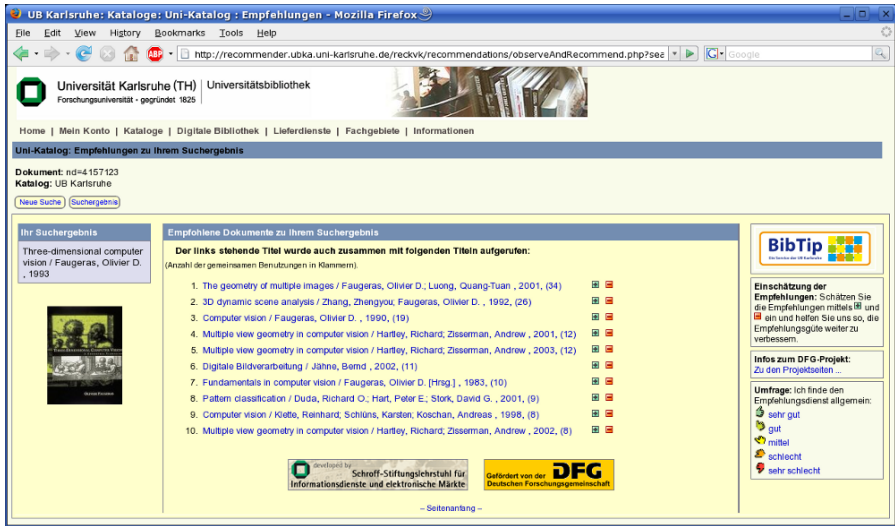 UB Karlsruhe: Kataloge: Uni-Katalog : Empfehlungen - Mozilla Firefox
File Edit View History Bookmarks Tools Help
http://recommender.ubka.uni-karlsruhe.de/reckvk/recommendations/observeAndRecommend.php?sea
Google
Universität Karlsruhe (TH)
Forschungsuniversität - gegründet 1825
Universitätsbibliothek
Home | Mein Konto | Kataloge | Digitale Bibliothek | Lieferdienste | Fachgebiete | Informationen
Uni-Katalog: Empfehlungen zu Ihrem Suchergebnis
Dokument: nd=4157123
Katalog: UB Karlsruhe
Neue Suche Suchergebnis
Ihr Suchergebnis
Three-dimensional computer
vision / Faugeras, Olivier D.
, 1993
Empfohlene Dokumente zu Ihrem Suchergebnis
Der links stehende Titel wurde auch zusammen mit folgenden Titeln aufgerufen:
(Anzahl der gemeinsamen Benutzungen in Klammern).
1. The geometry of multiple images / Faugeras, Olivier D.; Luong, Quang-Tuan , 2001, (34)
2. 3D dynamic scene analysis / Zhang, Zhengyou; Faugeras, Olivier D. , 1992, (26)
3. Computer vision / Faugeras, Olivier D. , 1990, (19)
4. Multiple view geometry in computer vision / Hartley, Richard; Zisserman, Andrew , 2001, (12)
5. Multiple view geometry in computer vision / Hartley, Richard; Zisserman, Andrew , 2003, (12)
6. Digitale Bildverarbeitung / Jähne, Bernd , 2002, (11)
7. Fundamentals in computer vision / Faugeras, Olivier D. [Hrsg.] , 1983, (10)
8. Pattern classification / Duda, Richard O.; Hart, Peter E.; Stork, David G. , 2001, (9)
9. Computer vision / Klette, Reinhard; Schlüns, Karsten; Koschan, Andreas , 1998, (8)
10. Multiple view geometry in computer vision / Hartley, Richard; Zisserman, Andrew , 2002, (8)
developed by
Schroff-Stiftungslehrstuhl für
Informationsdienste und elektronische Märkte
Gefördert von der DFG
Deutschen Forschungsgemeinschaft
– Seitenanfang –
BibTip
Ein Service der UB Karlsruhe
Einschätzung der
Empfehlungen: Schätzen Sie
die Empfehlungen mittels und
ein und helfen Sie uns so, die
Empfehlungsgüte weiter zu
verbessern.
Infos zum DFG-Projekt:
Zu den Projektseiten ...
Umfrage: Ich finde den
Empfehlungsdienst allgemein:
sehr gut
gut
mittel
schlecht
sehr schlecht